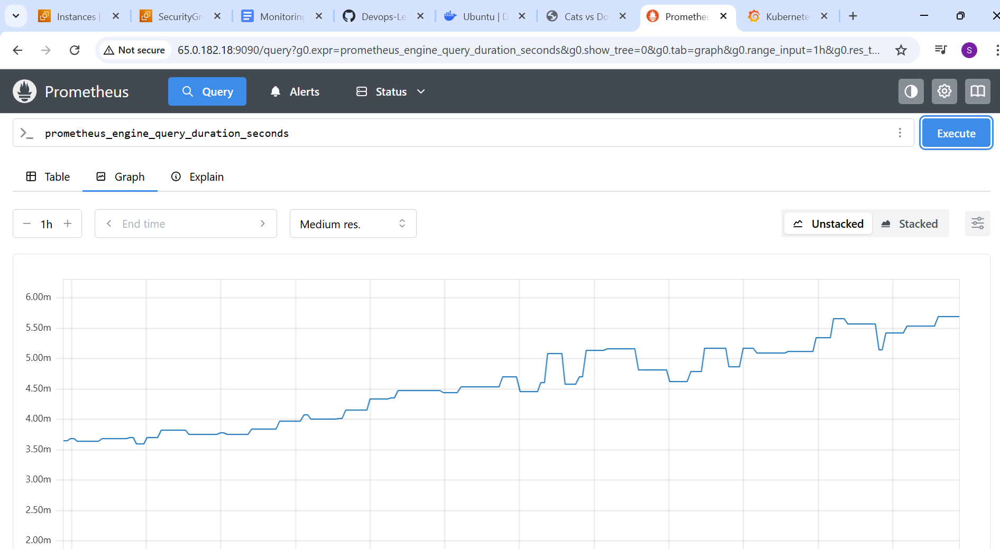 Instances |
SecurityGr
Monitoring
Devops-Le
Ubuntu | D
Cats vs Do
Prometheu
Kubernete
Not secure
65.0.182.18:9090/query?g0.expr=prometheus_engine_query_duration_seconds&g0.show_tree=0&g0.tab=graph&g0.range_input=1h&g0.res_t...
S
Prometheus
Query
Alerts
Status
prometheus_engine_query_duration_seconds
Execute
Table
Graph
Explain
1h
End time
Medium res.
Unstacked
Stacked
6.00m
5.50m
5.00m
4.50m
4.00m
3.50m
3.00m
2.50m
2.00m